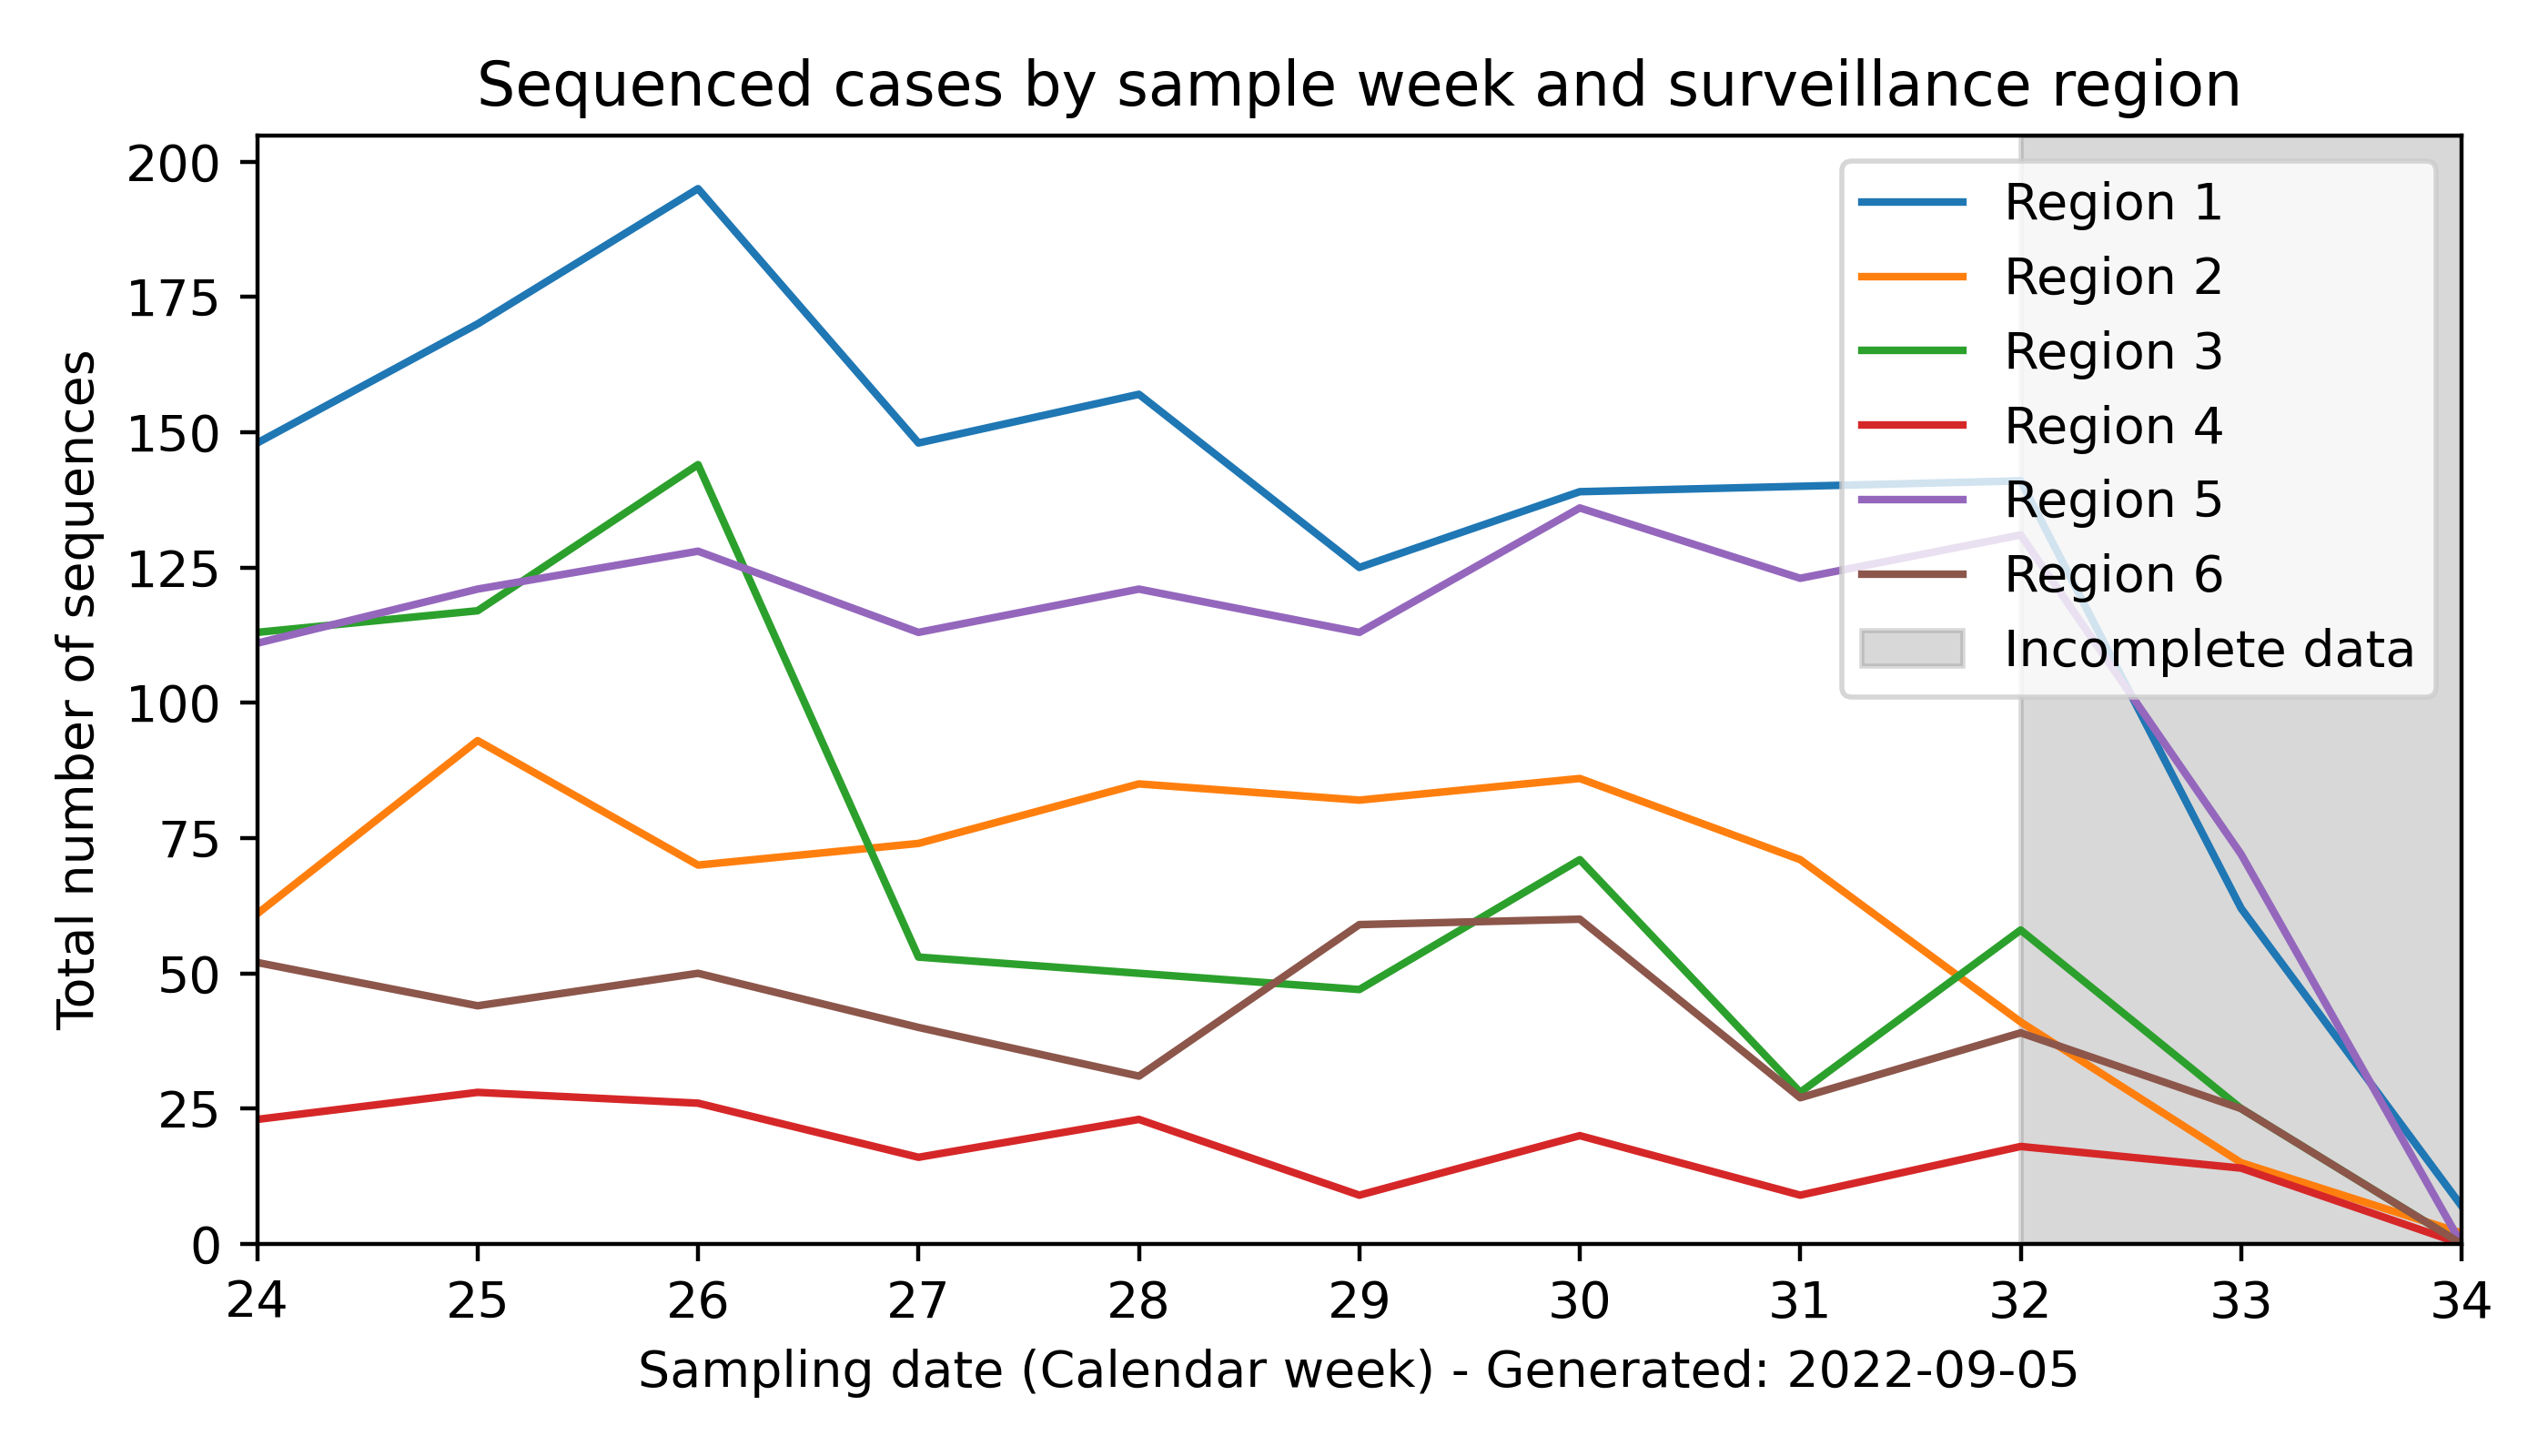 Sequenced cases by sample week and surveillance region
Total number of sequences
200
175
150
125
100
75
50
25
0
Region 1
Region 2
Region 3
Region 4
Region 5
Region 6
Incomplete data
24 25 26 27 28 29 30 31 32 33 34
Sampling date (Calendar week) - Generated: 2022-09-05